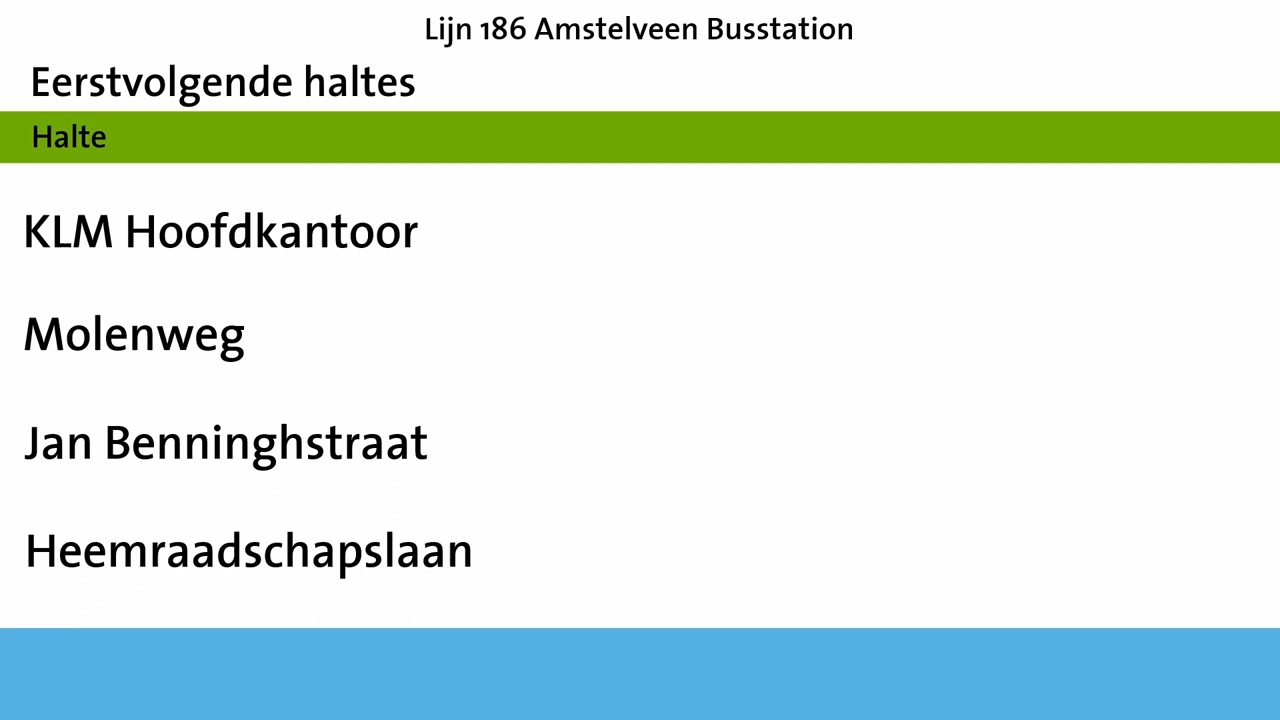 Lijn 186 Amstelveen Busstation
Eerstvolgende haltes
Halte
KLM Hoofdkantoor
Molenweg
Jan Benninghstraat
Heemraadschapslaan